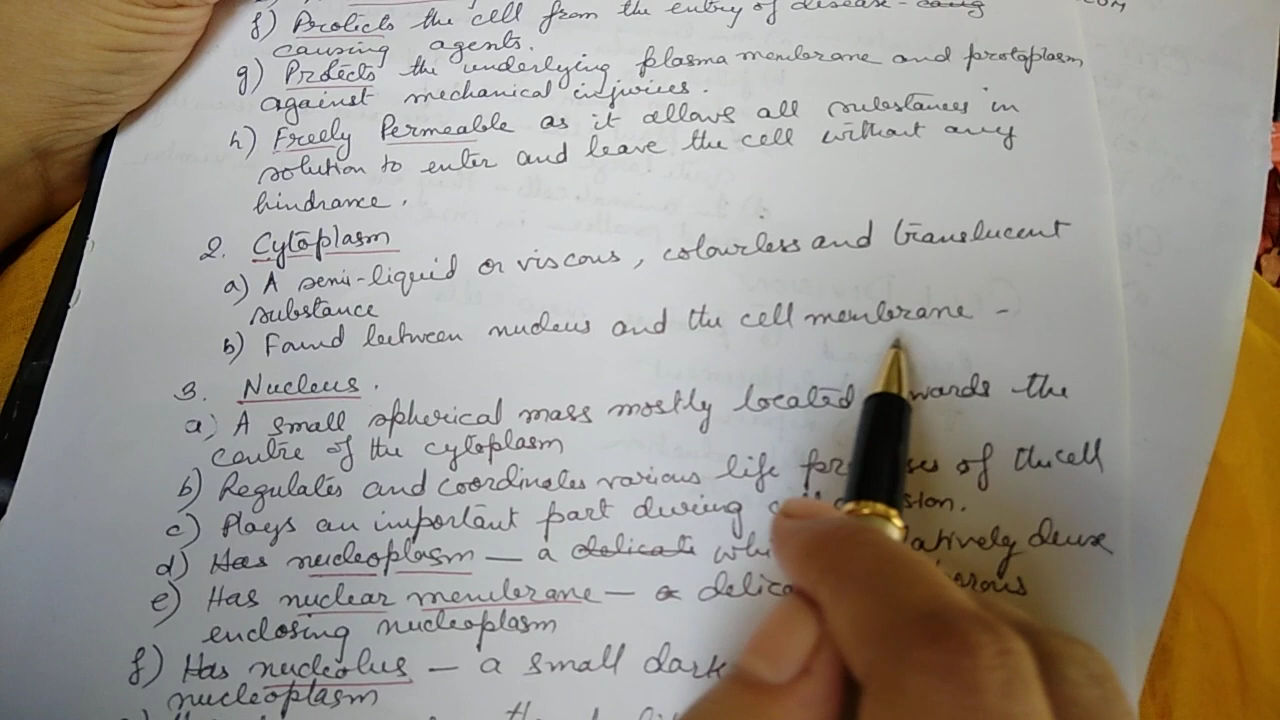 f) Protects the cell from the entry of disease-
causing agents.
g) Protects the underlying plasma membrane and protoplasm
against mechanical injuries.
h) Freely Permeable as it allows all substances in
solution to enter and leave the cell without any
hindrance.
2. Cytoplasm
a) A semi-liquid or viscous, colourless and translucent
substance
b) Found between nucleus and the cell membrane -
3. Nucleus.
a) A small spherical mass mostly located wards the
centre of the cytoplasm
b) Regulates and coordinates various life of the cell
c) Plays an important part during sion.
d) Has nucleoplasm — a delicate atively dense
e) Has nuclear membrane — a
enclosing nucleoplasm
f) Has nucleolus — a small dark
nucleoplasm